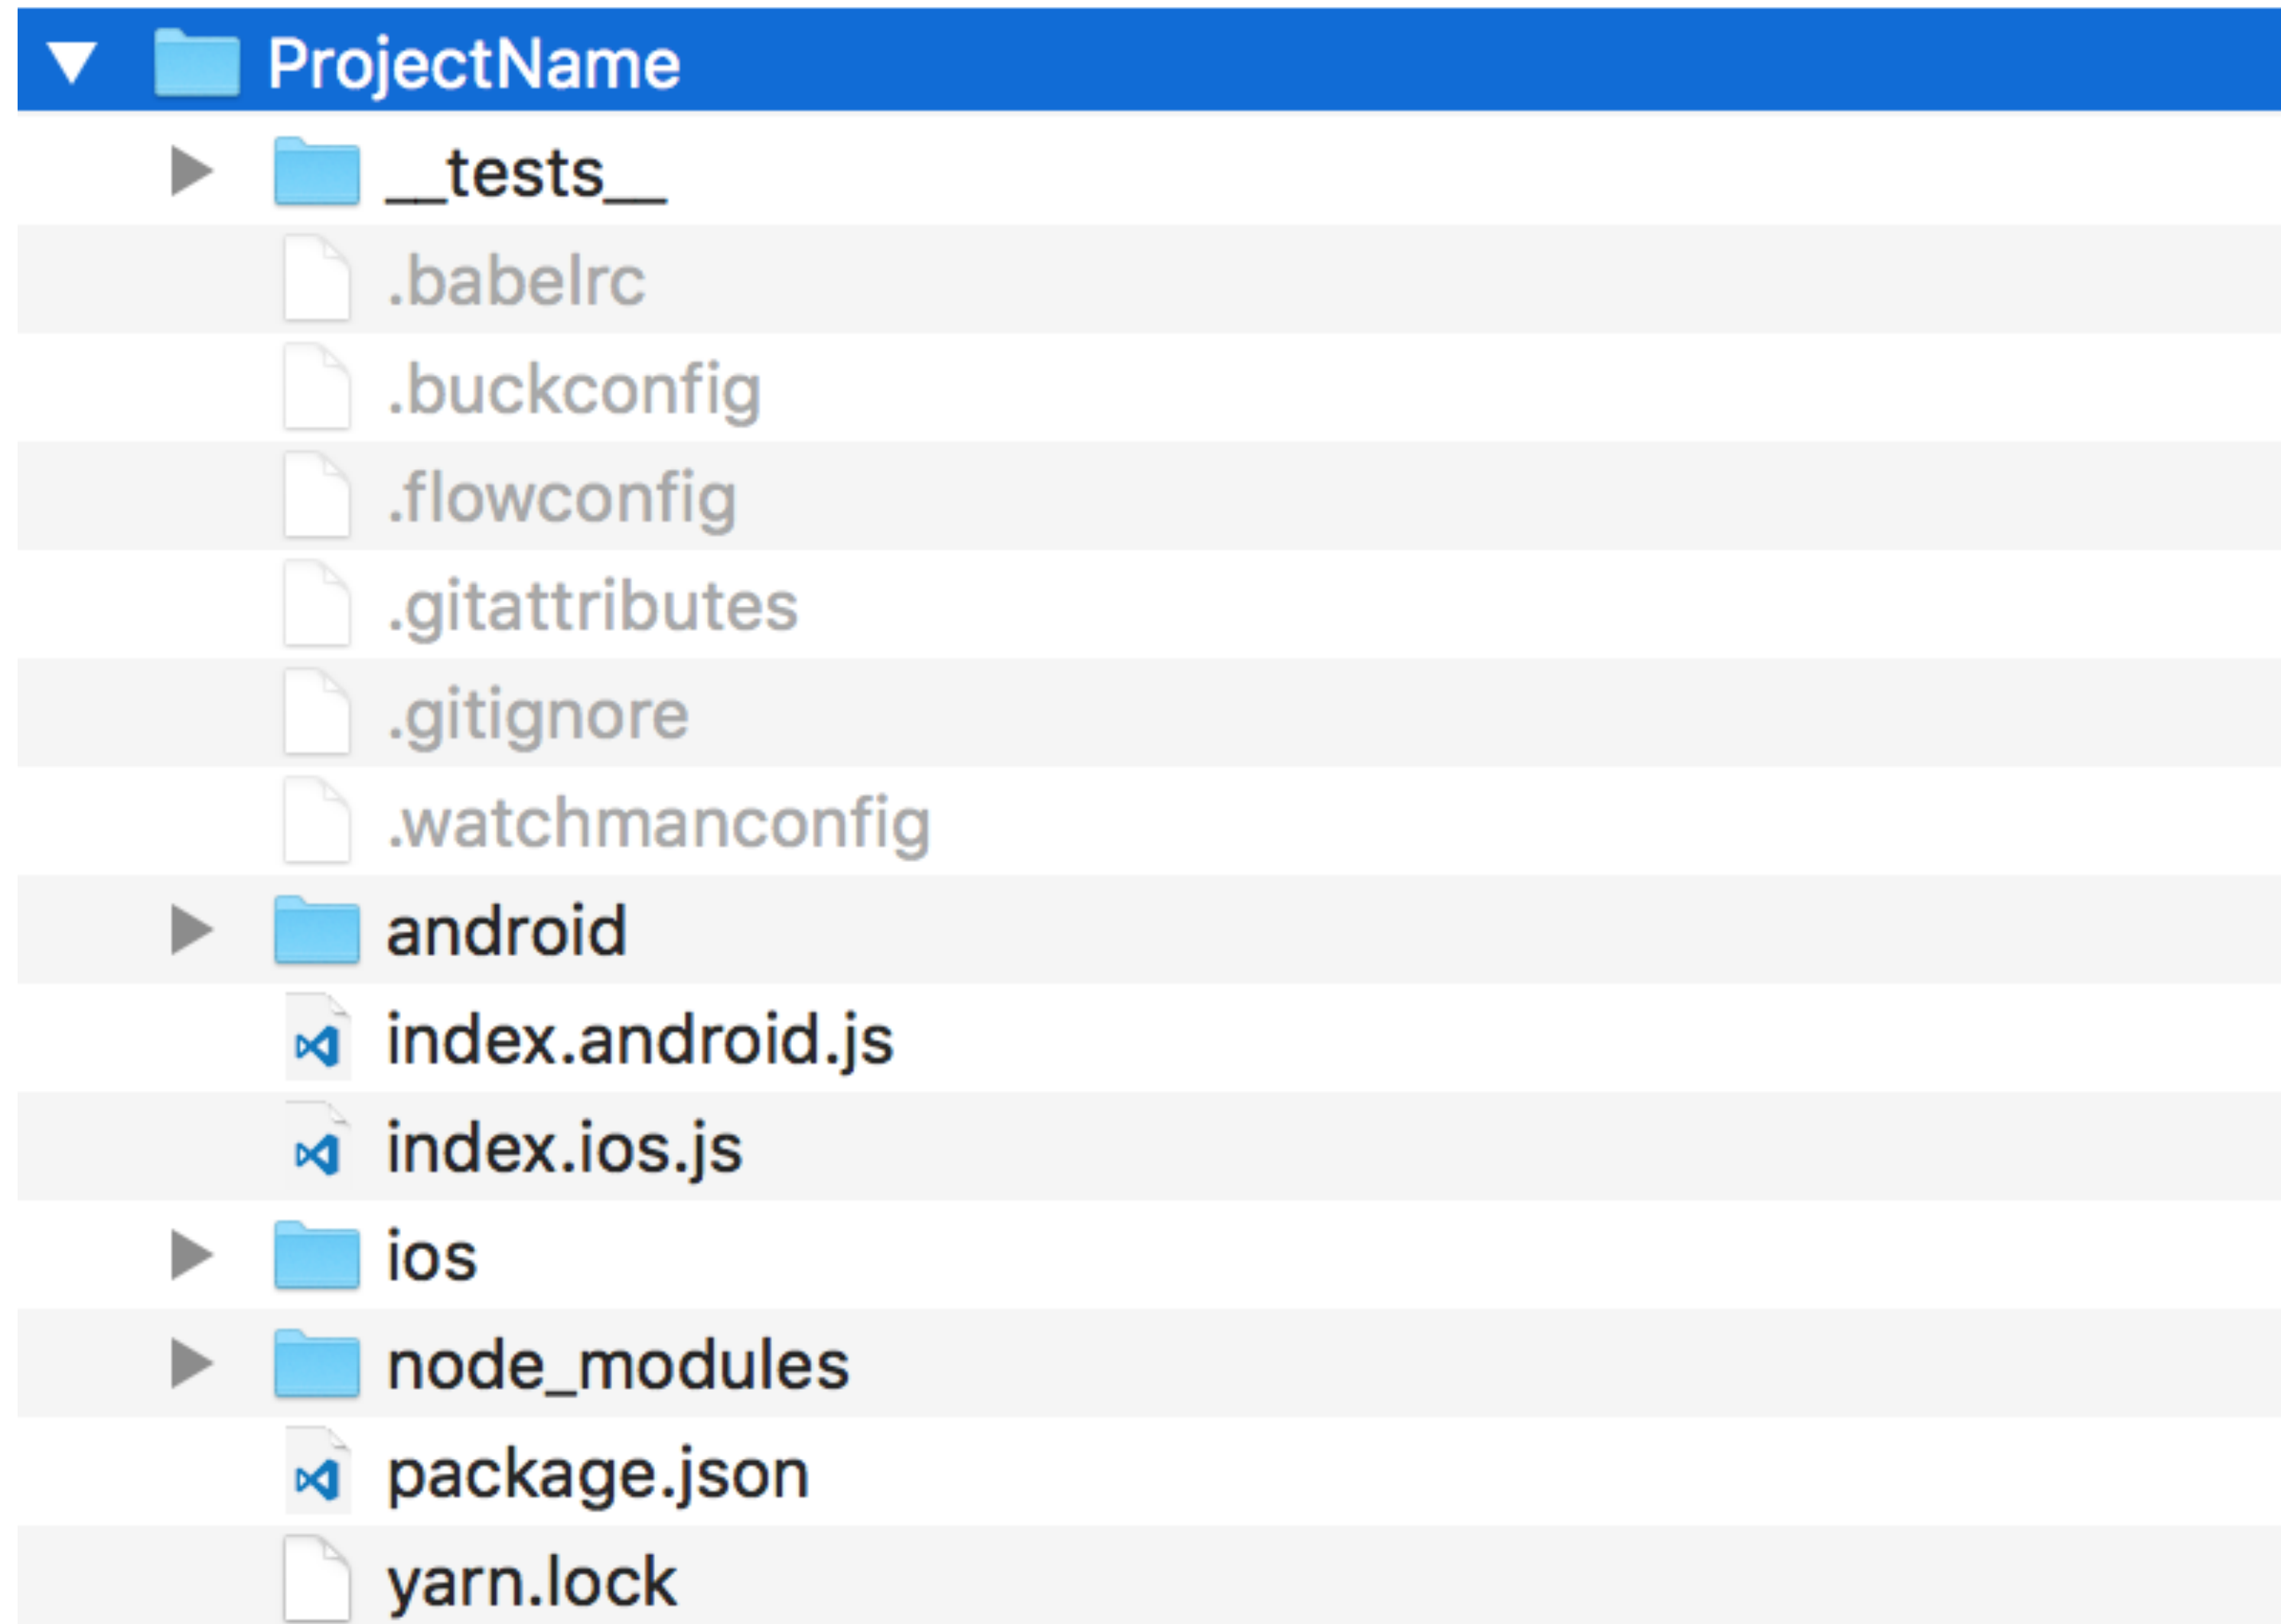 ProjectName
__tests__
.babelrc
.buckconfig
.flowconfig
.gitattributes
.gitignore
.watchmanconfig
android
index.android.js
index.ios.js
ios
node_modules
package.json
yarn.lock